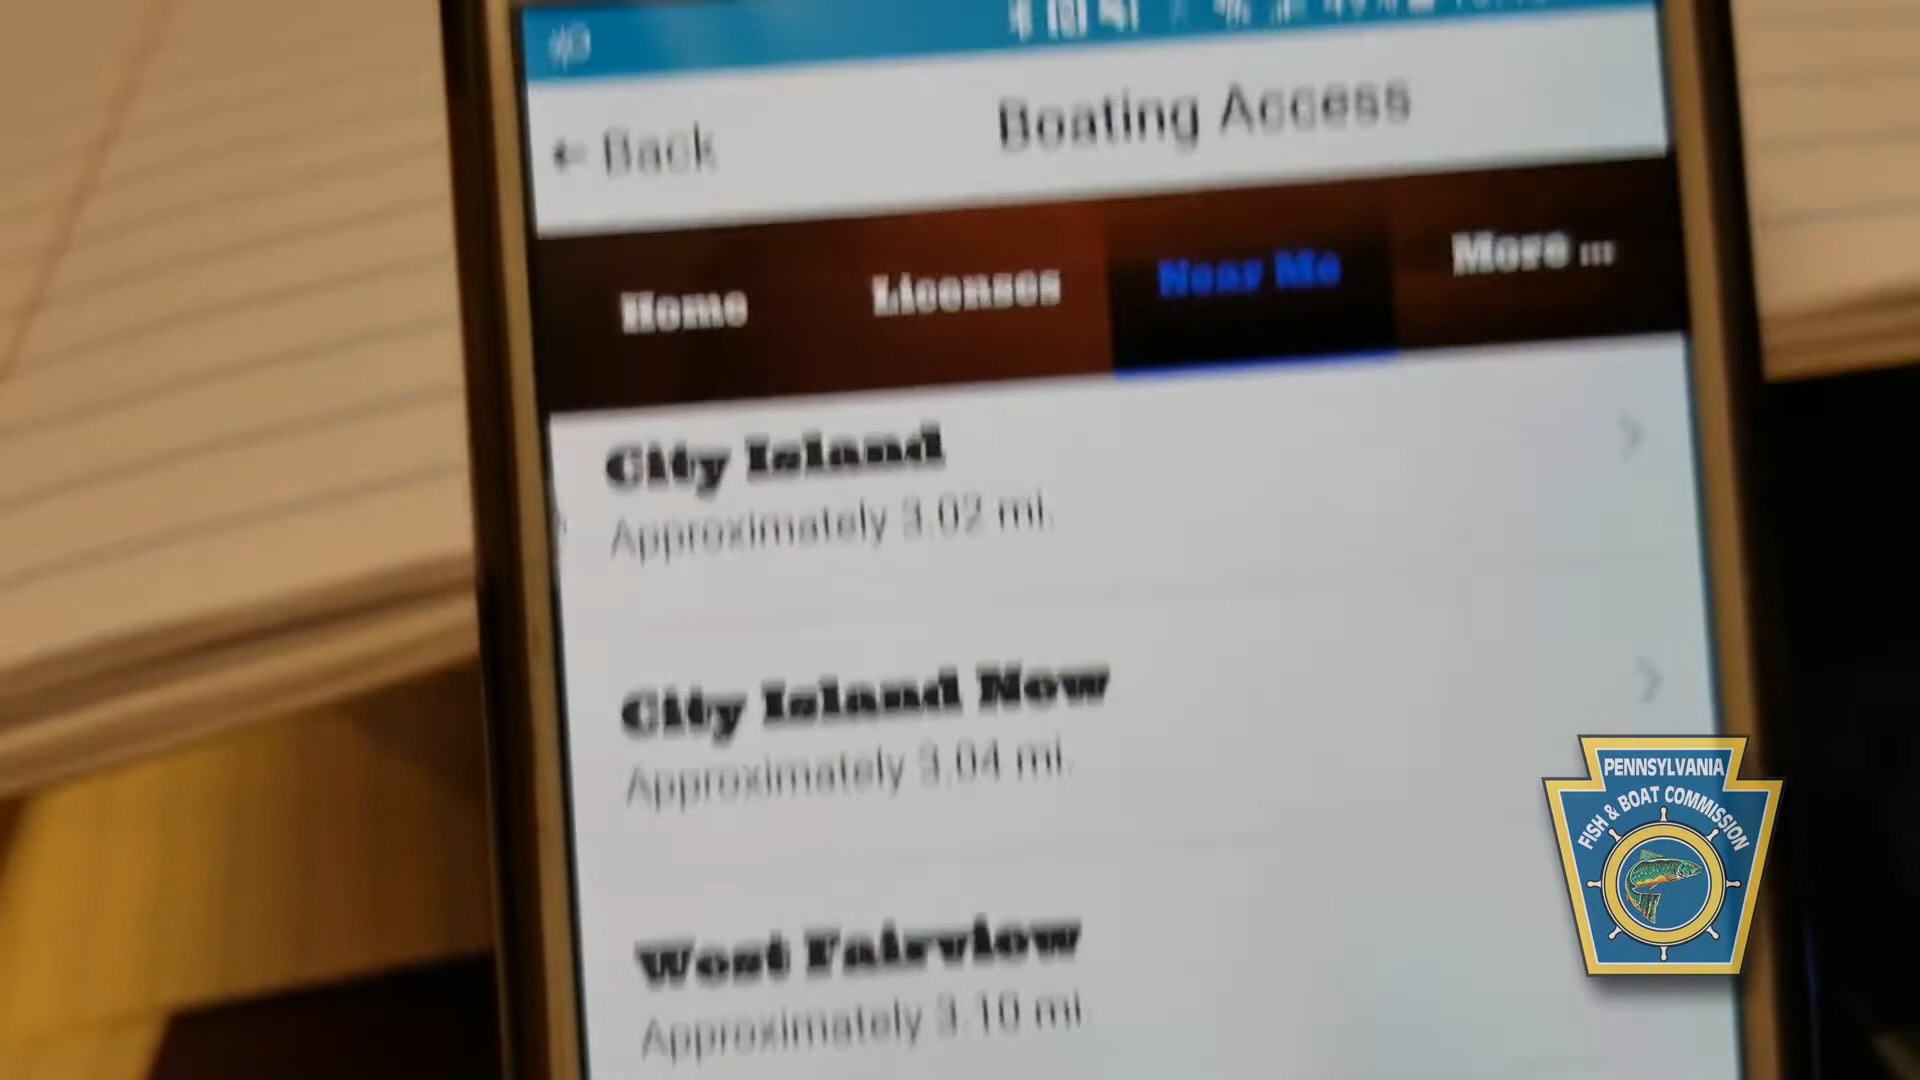 ← Back
Boating Access
Home
Licenses
Near Me
More ...
City Island
Approximately 3.02 mi.
City Island New
Approximately 3.04 mi.
West Fairview
Approximately 3.10 mi.
PENNSYLVANIA
FISH & BOAT COMMISSION